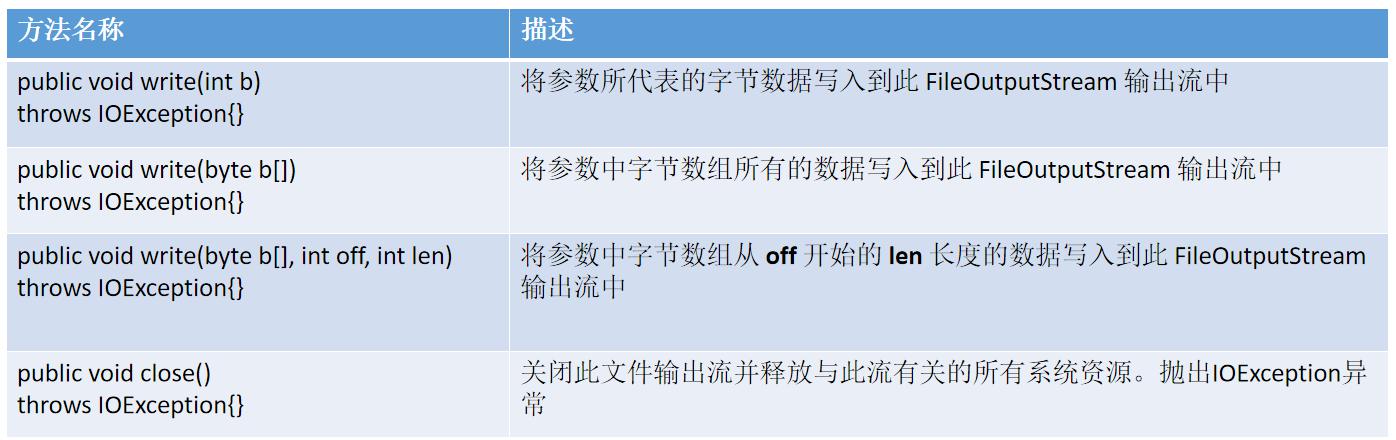 方法名称
描述
public void write(int b)
throws IOException{}
将参数所代表的字节数据写入到此 FileOutputStream 输出流中
public void write(byte b[])
throws IOException{}
将参数中字节数组所有的数据写入到此 FileOutputStream 输出流中
public void write(byte b[], int off, int len)
throws IOException{}
将参数中字节数组从 off 开始的 len 长度的数据写入到此 FileOutputStream
输出流中
public void close()
throws IOException{}
关闭此文件输出流并释放与此流有关的所有系统资源。抛出IOException异
常